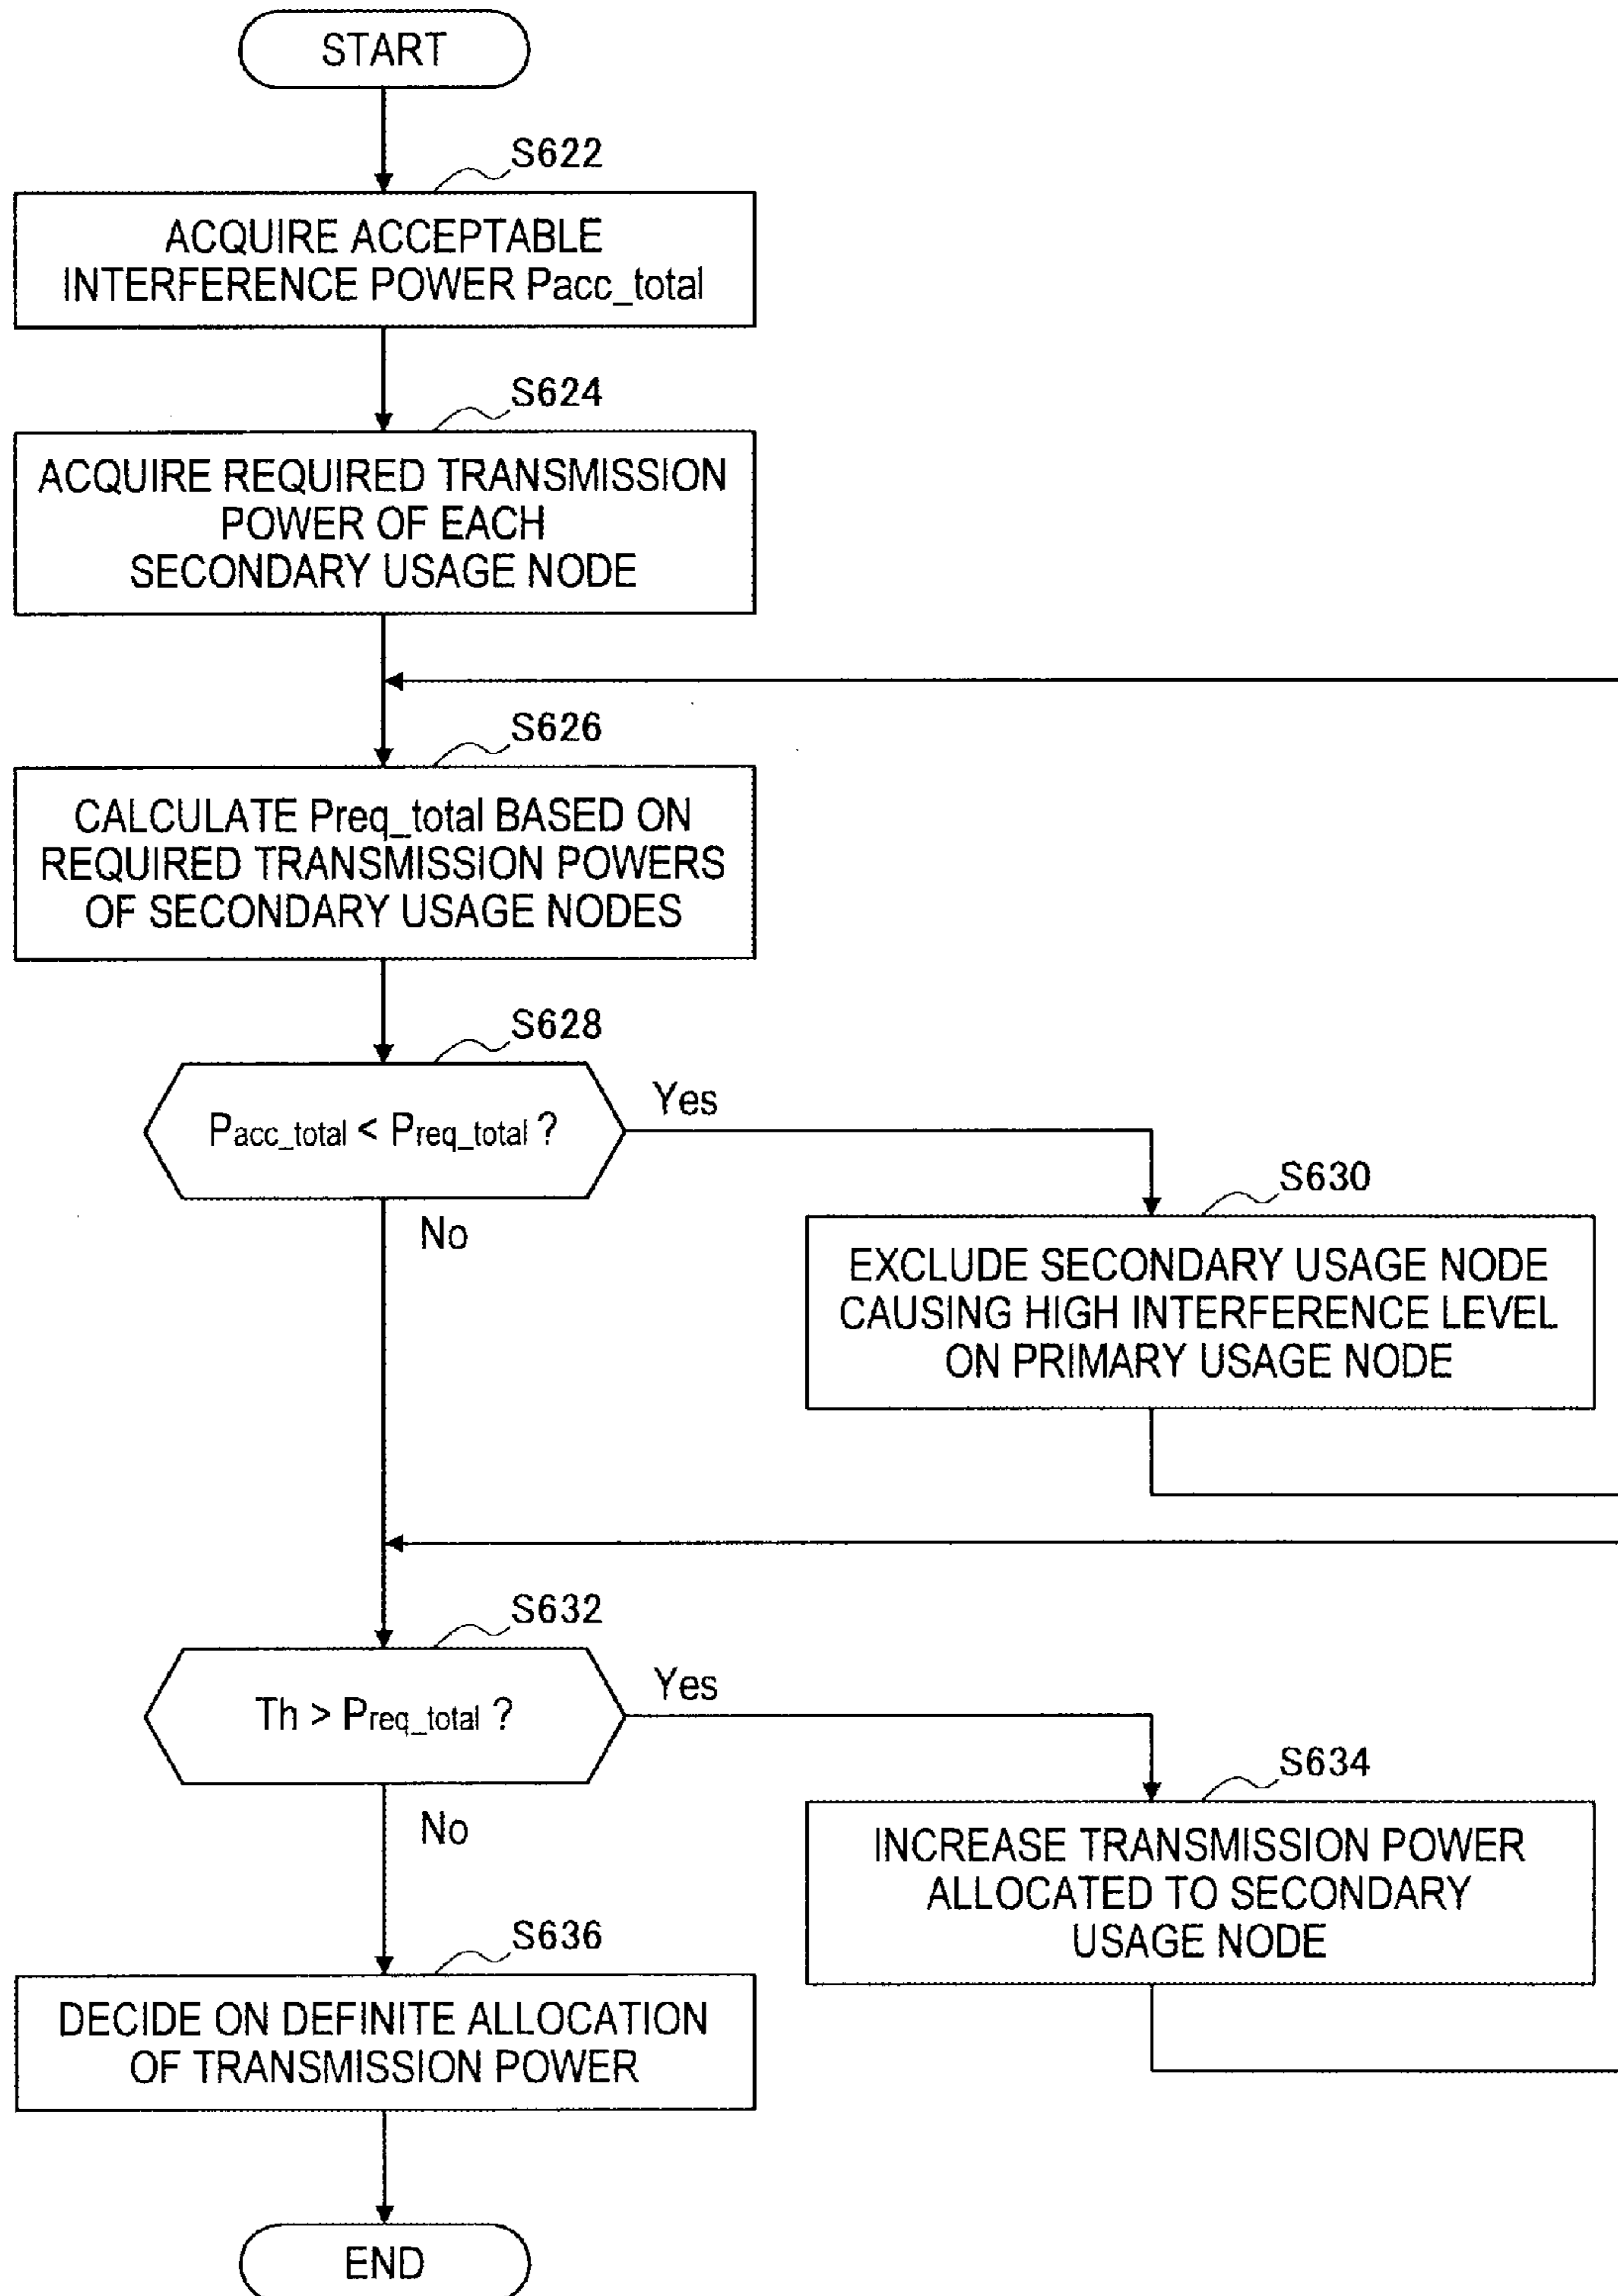 START
S622
ACQUIRE ACCEPTABLE
INTERFERENCE POWER Pacc_total
S624
ACQUIRE REQUIRED TRANSMISSION
POWER OF EACH
SECONDARY USAGE NODE
S626
CALCULATE Preq_total BASED ON
REQUIRED TRANSMISSION POWERS
OF SECONDARY USAGE NODES
S628
Pacc_total < Preq_total ?
Yes
No
S630
EXCLUDE SECONDARY USAGE NODE
CAUSING HIGH INTERFERENCE LEVEL
ON PRIMARY USAGE NODE
S632
Th > Preq_total ?
Yes
No
S634
INCREASE TRANSMISSION POWER
ALLOCATED TO SECONDARY
USAGE NODE
S636
DECIDE ON DEFINITE ALLOCATION
OF TRANSMISSION POWER
END